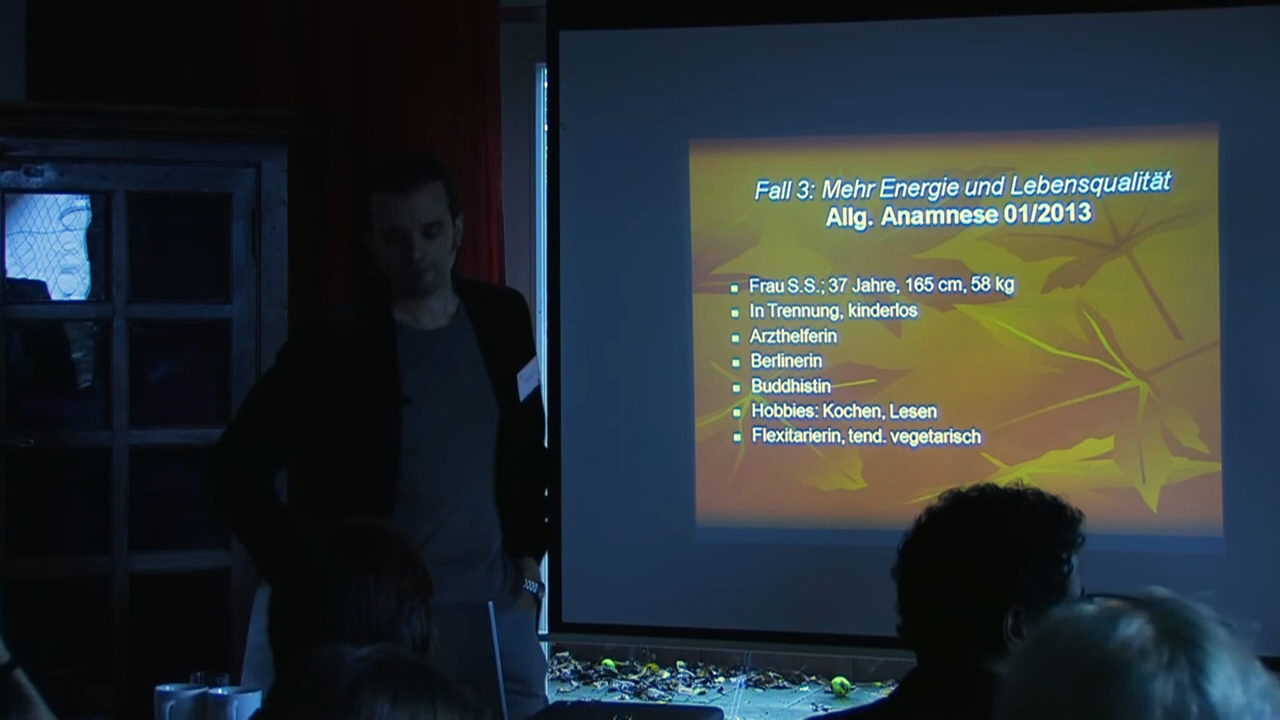 Fall 3: Mehr Energie und Lebensqualität
Allg. Anamnese 01/2013
Frau S.S.; 37 Jahre, 165 cm, 58 kg
In Trennung, kinderlos
Arzthelferin
Berlinerin
Buddhistin
Hobbies: Kochen, Lesen
Flexitarierin, tend. vegetarisch